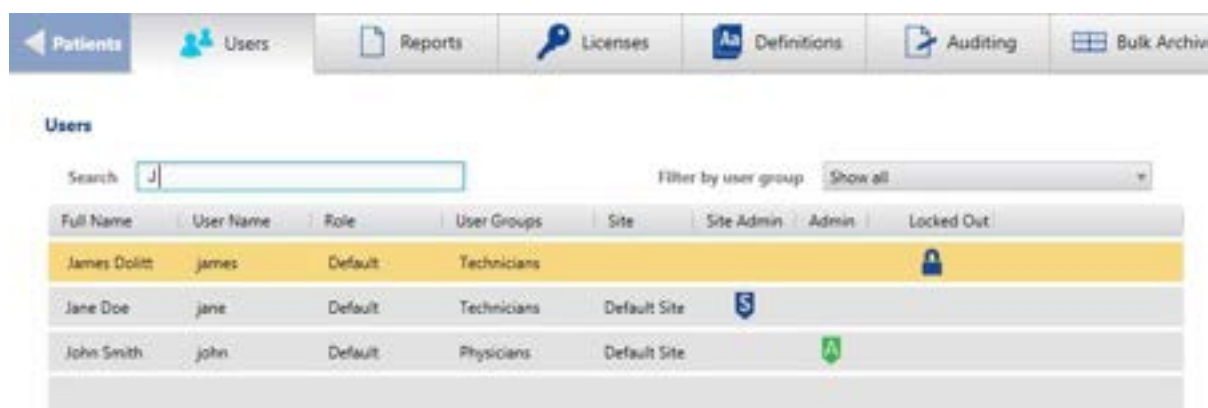 Patients Users Reports Licenses Aa Definitions Auditing Bulk Archiv
Users
Search J Filter by user group Show all
Full Name User Name Role User Groups Site Site Admin Admin Locked Out
James Dolitt james Default Technicians
Jane Doe jane Default Technicians Default Site S
John Smith john Default Physicians Default Site A